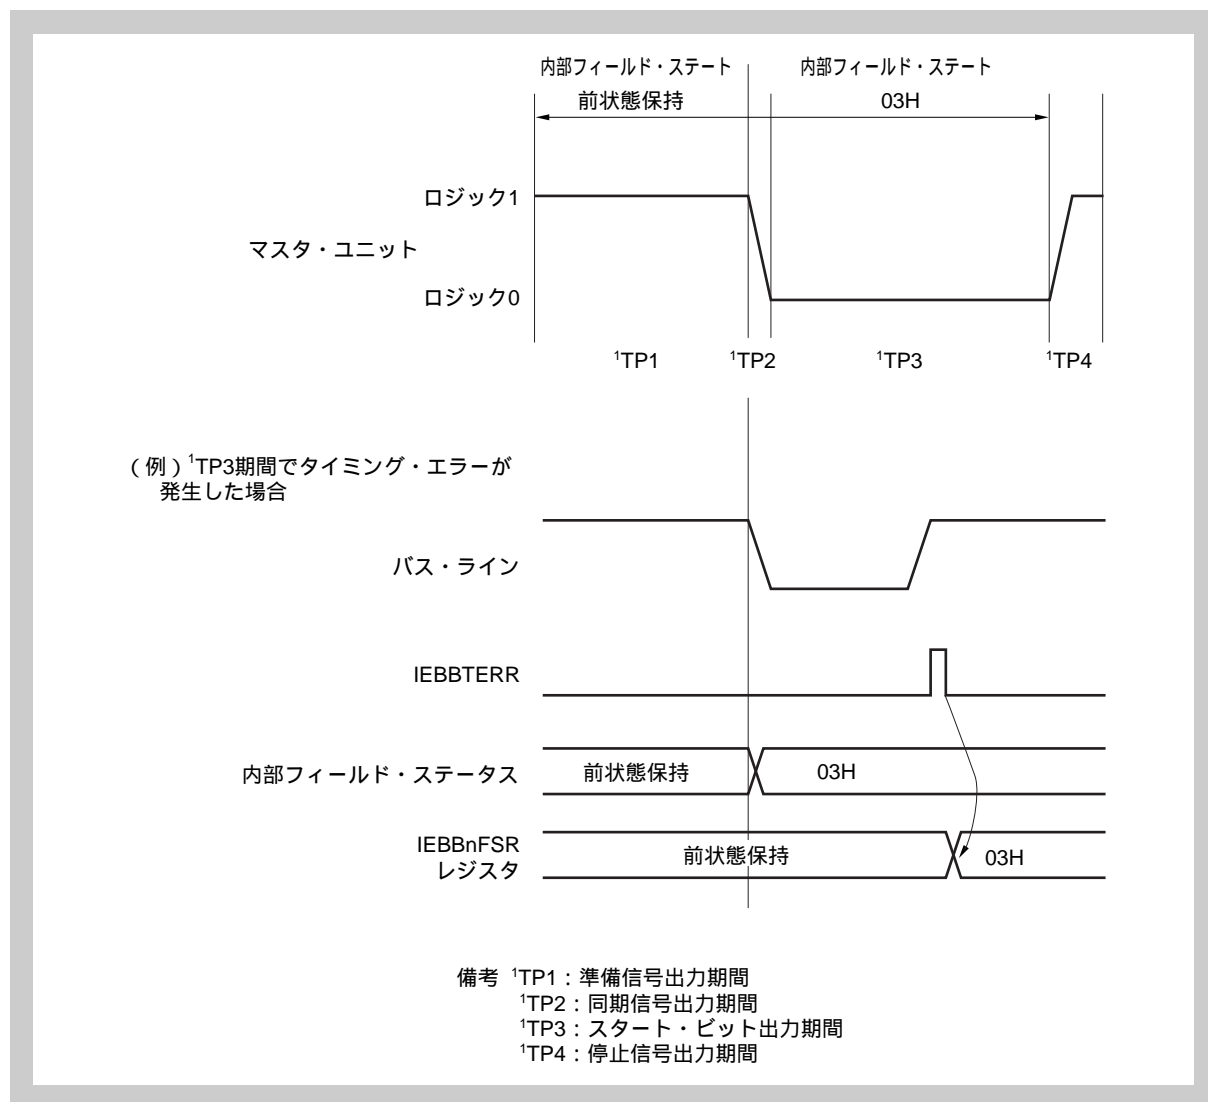 内部フィールド・ステート 内部フィールド・ステート
前状態保持 03H
ロジック1
マスタ・ユニット
ロジック0
¹TP1 ¹TP2 ¹TP3 ¹TP4
（例）¹TP3期間でタイミング・エラーが
発生した場合
バス・ライン
IEBBTERR
内部フィールド・ステータス 前状態保持 03H
IEBBnFSR
レジスタ
前状態保持 03H
備考 ¹TP1：準備信号出力期間
¹TP2：同期信号出力期間
¹TP3：スタート・ビット出力期間
¹TP4：停止信号出力期間